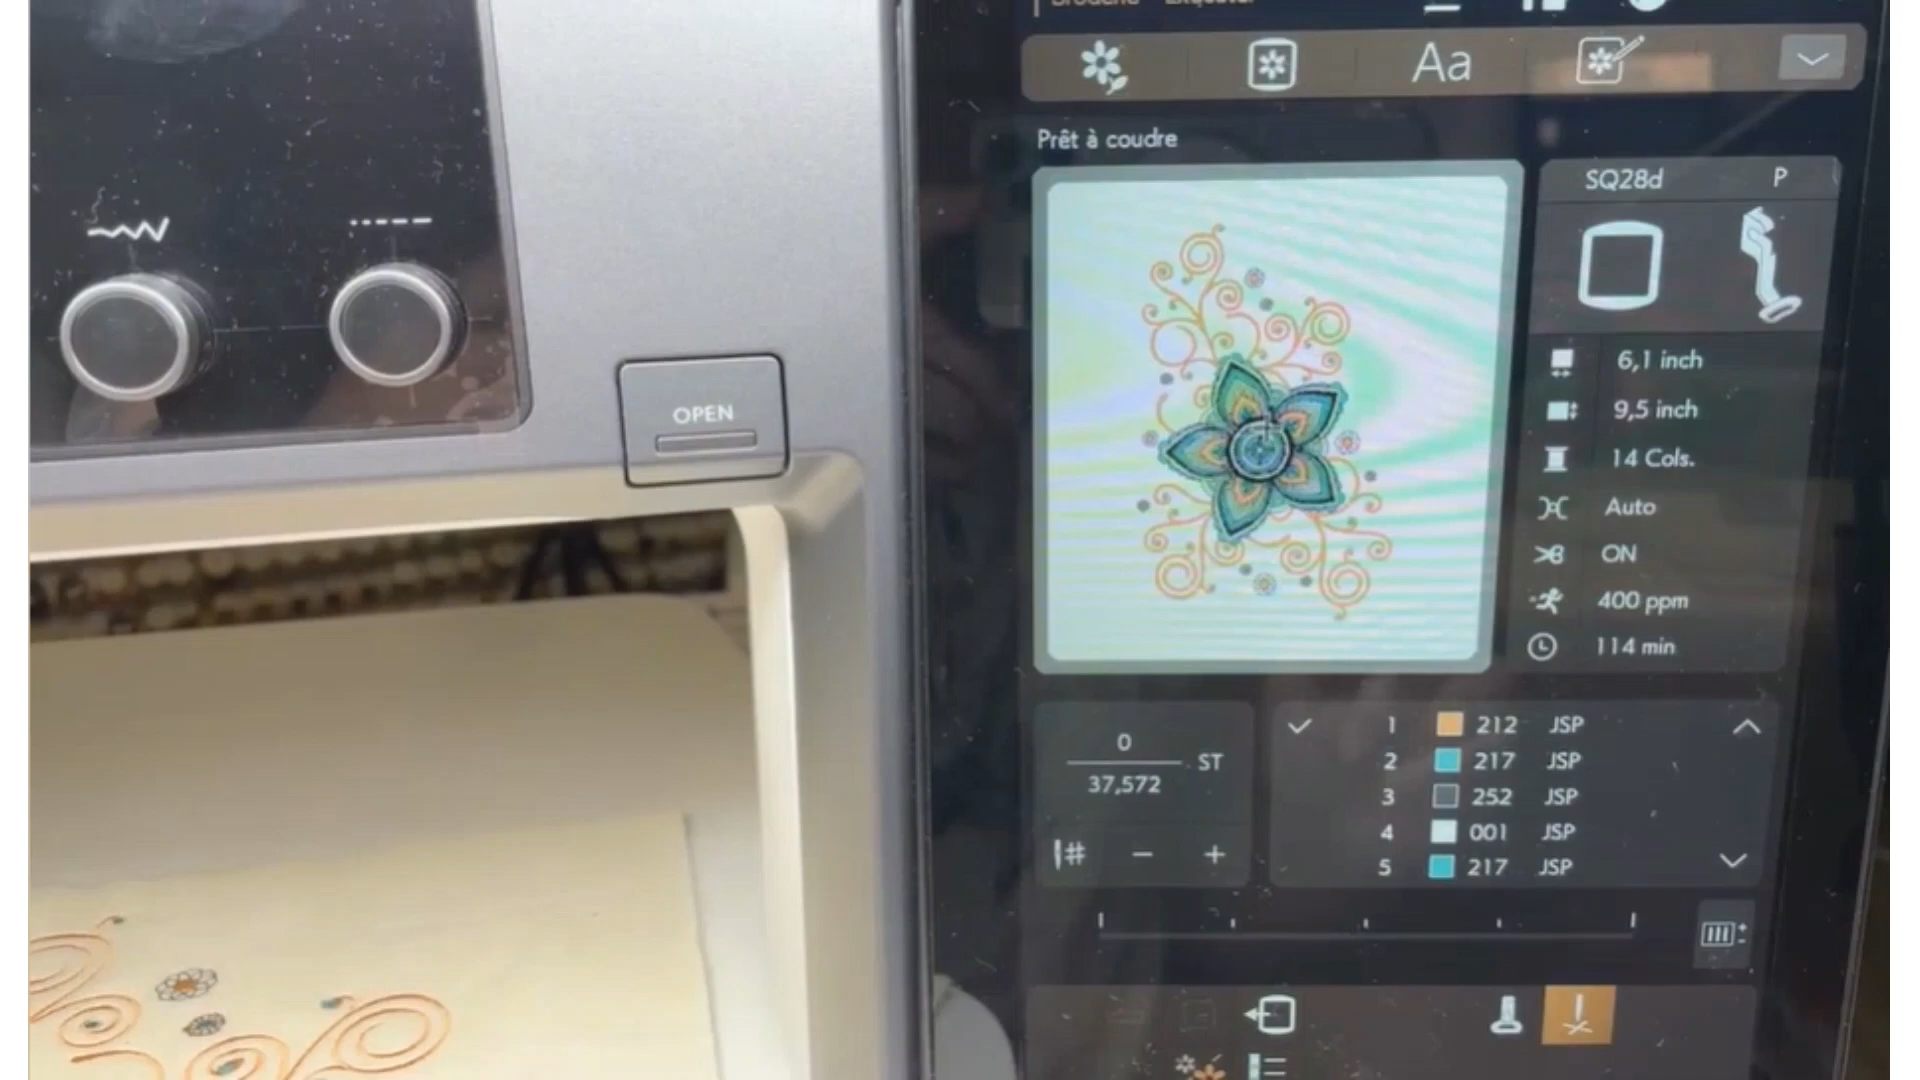 Broderie - Exécuter
Aa
Prêt à coudre
SQ28d P
6,1 inch
9,5 inch
14 Cols.
Auto
ON
400 ppm
114 min
OPEN
0
37,572
ST
#
- +
1 212 JSP
2 217 JSP
3 252 JSP
4 001 JSP
5 217 JSP